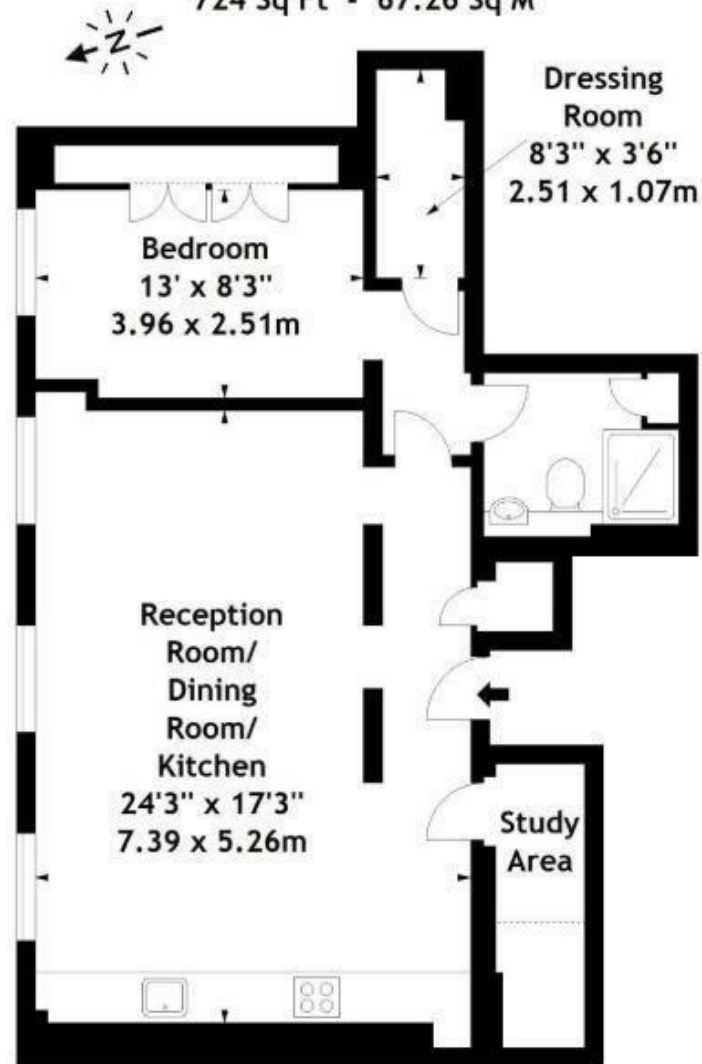 724 Sq Ft - 67.26 Sq M
N
Dressing
Room
8'3" x 3'6"
2.51 x 1.07m
Bedroom
13' x 8'3"
3.96 x 2.51m
Reception
Room/
Dining
Room/
Kitchen
24'3" x 17'3"
7.39 x 5.26m
Study
Area